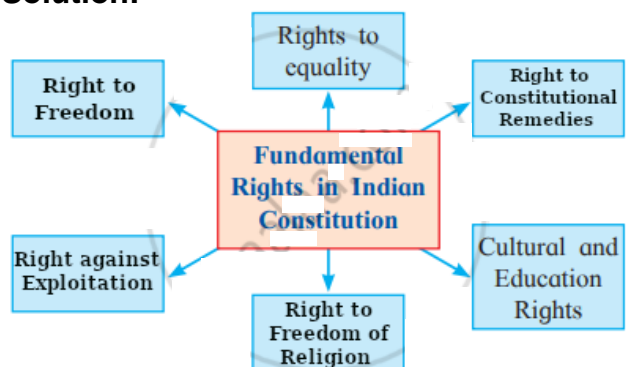 Solution:
Rights to
equality
Right to
Freedom
Right to
Constitutional
Remedies
Fundamental
Rights in Indian
Constitution
Right against
Exploitation
Cultural and
Education
Rights
Right to
Freedom of
Religion